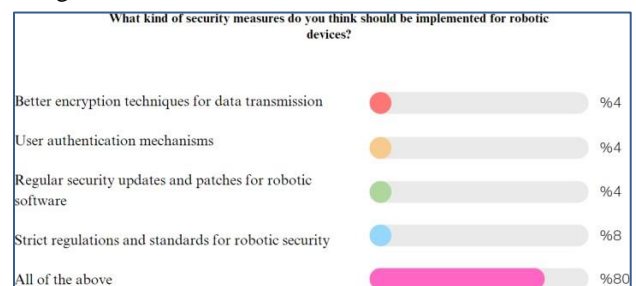 What kind of security measures do you think should be implemented for robotic
devices?
Better encryption techniques for data transmission %4
User authentication mechanisms %4
Regular security updates and patches for robotic
software %4
Strict regulations and standards for robotic security %8
All of the above %80